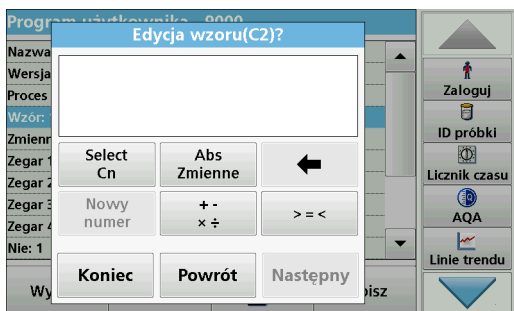 Program użytkownika 9000
Edycja wzoru(C2)?
Nazwa
Wersja
Proces
Wzór:
Zegar 1
Zegar 2
Zegar 3
Zegar 4
Nie: 1
Select
Cn
Abs
Zmienne
Nowy
numer
+ -
× ÷
> = <
Koniec
Powrót
Następny
Zaloguj
ID próbki
Licznik czasu
AQA
Linie trendu